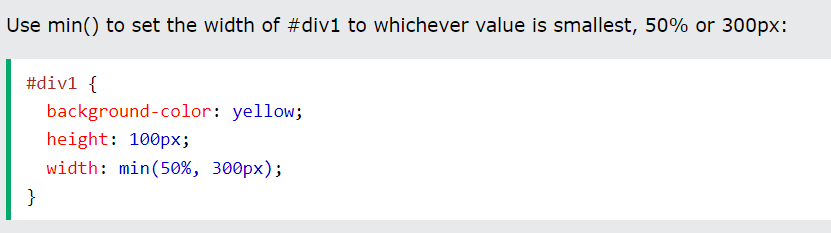 Use min() to set the width of #div1 to whichever value is smallest, 50% or 300px:
#div1 {
  background-color: yellow;
  height: 100px;
  width: min(50%, 300px);
}